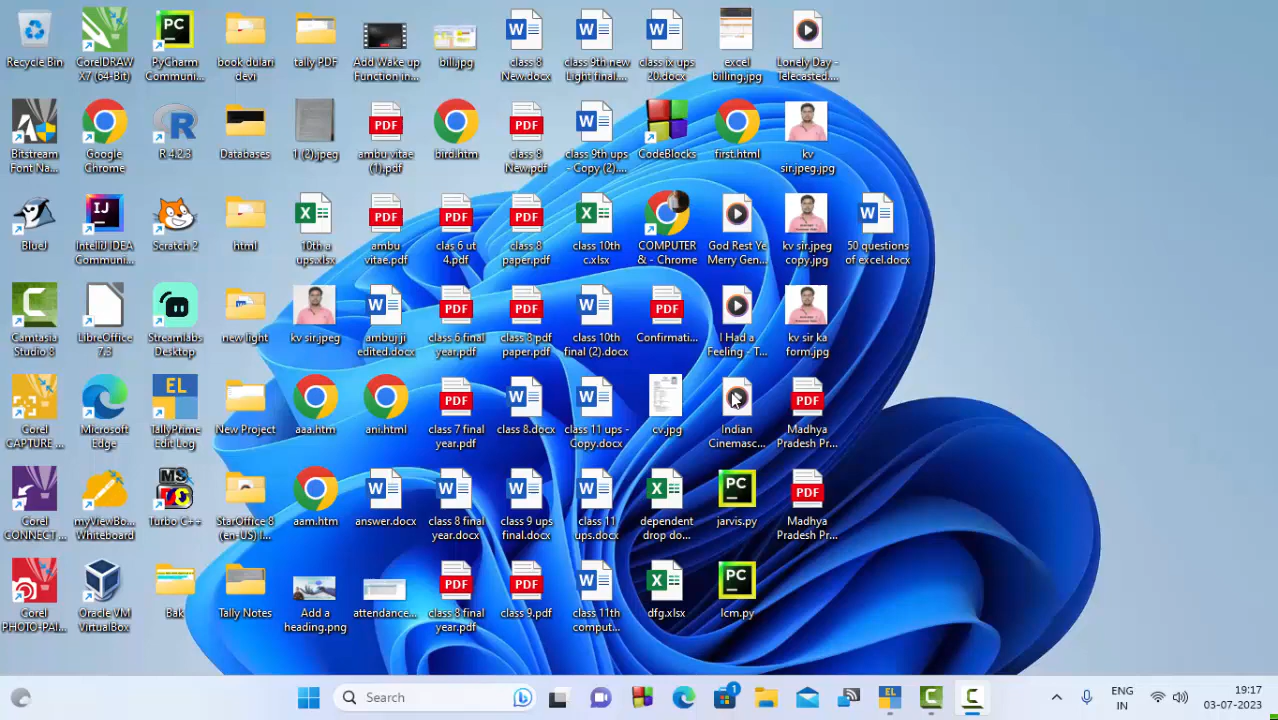 Recycle Bin
CorelDRAW
X7 (64-Bit)
PyCharm
Communi...
book dulari
devi
tally PDF
Add Wake up
Function in...
bill.jpg
class 8
New.docx
class 9th new
Light final....
class ix ups
20.docx
excel
billing.jpg
Lonely Day -
Telecasted....
Bitstream
Font Na...
Google
Chrome
R 4.2.3
Databases
1 (2).jpeg
ambu vitae
(1).pdf
bird.htm
class 8
New.pdf
class 9th ups
- Copy (2)....
CodeBlocks
first.html
kv
sir.jpeg.jpg
BlueJ
IntelliJ IDEA
Communi...
Scratch 2
html
10th a
ups.xlsx
ambu
vitae.pdf
clas 6 ut
4.pdf
class 8
paper.pdf
class 10th
c.xlsx
COMPUTER
& - Chrome
God Rest Ye
Merry Gen...
kv sir.jpeg
copy.jpg
50 questions
of excel.docx
Camtasia
Studio 8
LibreOffice
7.3
Streamlabs
Desktop
new light
kv sir.jpeg
ambuj ji
edited.docx
class 6 final
year.pdf
class 8 pdf
paper.pdf
class 10th
final (2).docx
Confirmati...
I Had a
Feeling - T...
kv sir ka
form.jpg
Corel
CAPTURE ...
Microsoft
Edge
TallyPrime
Edit Log
New Project
aaa.htm
ani.html
class 7 final
year.pdf
class 8.docx
class 11 ups -
Copy.docx
cv.jpg
Indian
Cinemasc...
Madhya
Pradesh Pr...
Corel
CONNECT ...
myViewBo...
Whiteboard
Turbo C++
StarOffice 8
(en-US) I...
aam.htm
answer.docx
class 8 final
year.docx
class 9 ups
final.docx
class 11
ups.docx
dependent
drop do...
jarvis.py
Madhya
Pradesh Pr...
Corel
PHOTO-PAI...
Oracle VM
VirtualBox
Bak
Tally Notes
Add a
heading.png
attendance...
class 8 final
year.pdf
class 9.pdf
class 11th
comput...
dfg.xlsx
lcm.py
Search
1
ENG
IN
19:17
03-07-2023